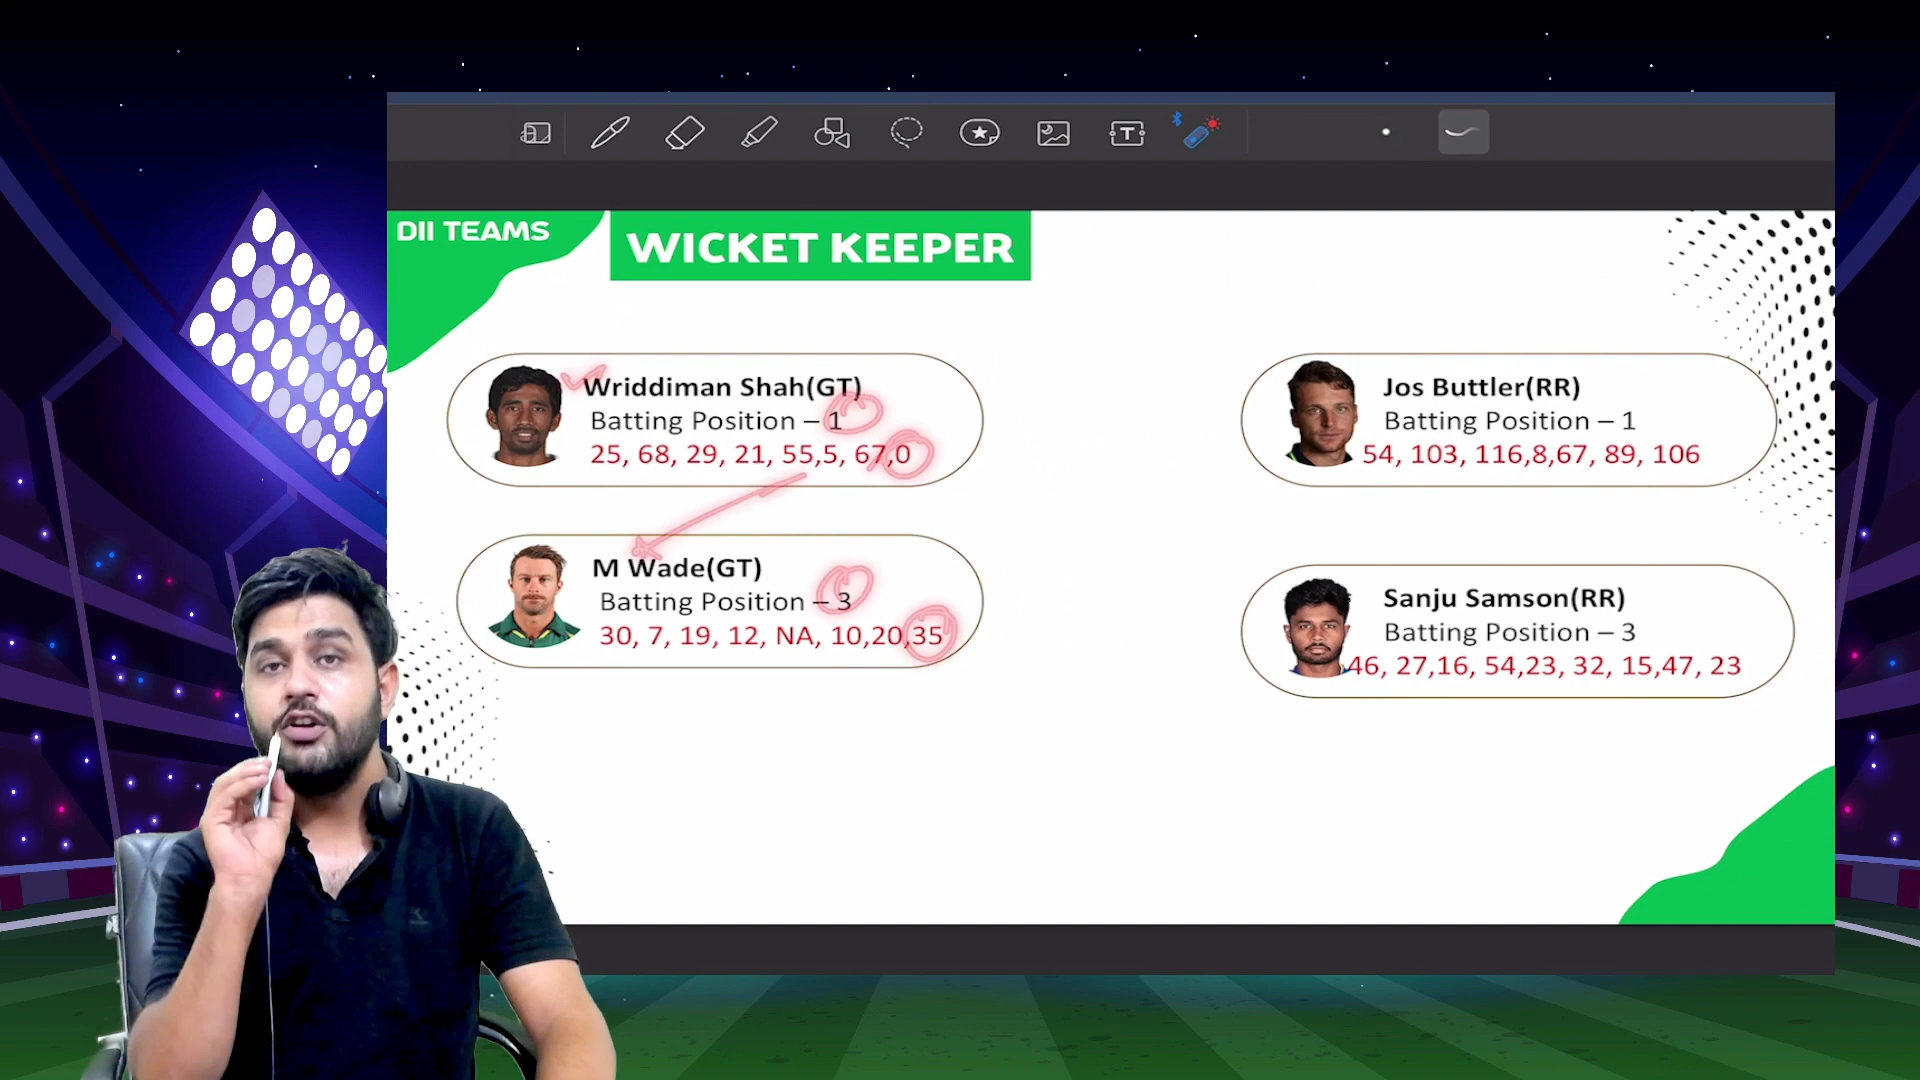 DII TEAMS
WICKET KEEPER
Wriddiman Shah(GT)
Batting Position – 1
25, 68, 29, 21, 55,5, 67,0
M Wade(GT)
Batting Position – 3
30, 7, 19, 12, NA, 10,20,35
Jos Buttler(RR)
Batting Position – 1
54, 103, 116,8,67, 89, 106
Sanju Samson(RR)
Batting Position – 3
46, 27,16, 54,23, 32, 15,47, 23